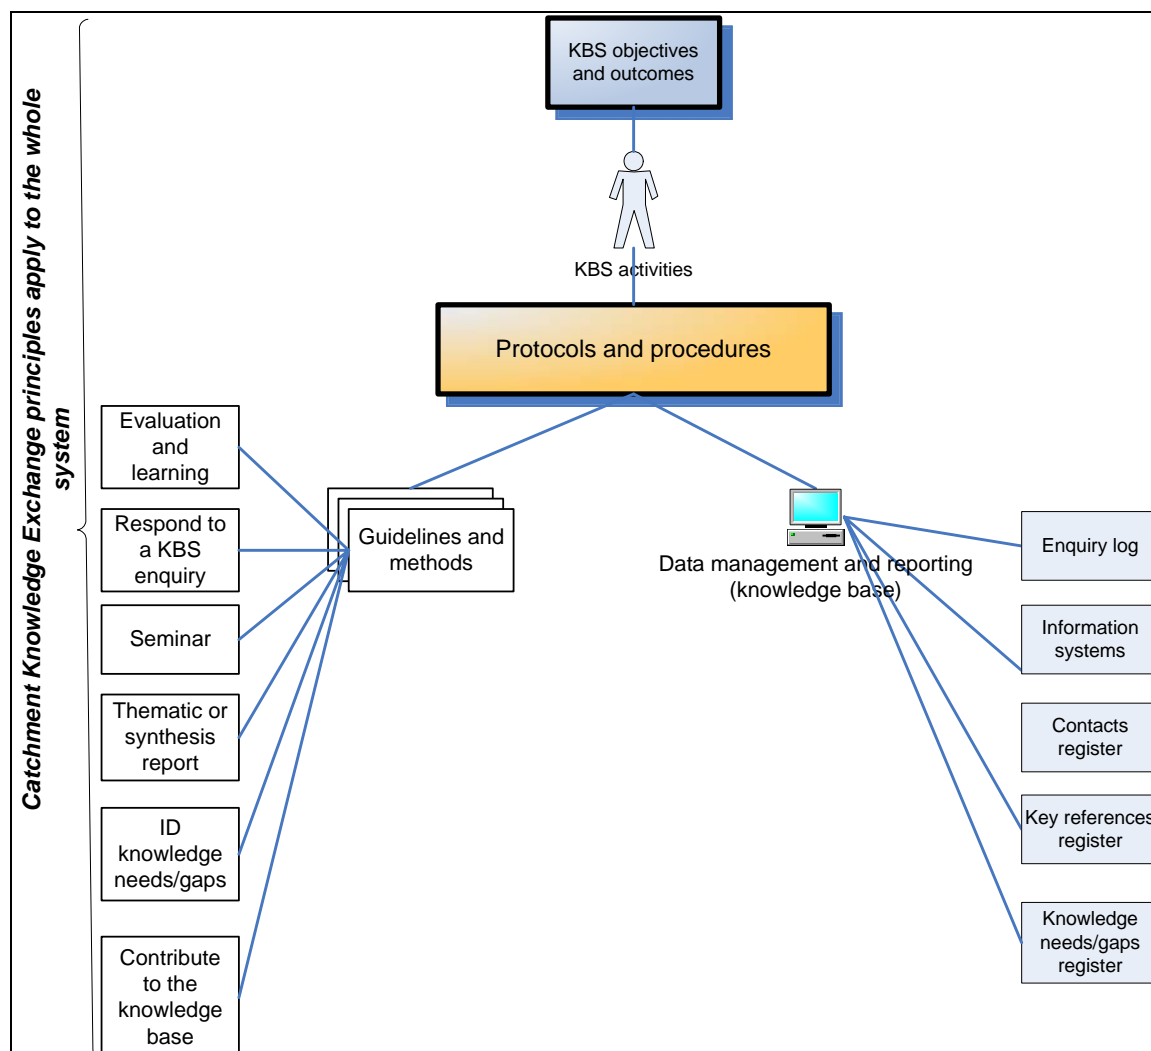 Catchment Knowledge Exchange principles apply to the whole
system
KBS objectives
and outcomes
KBS activities
Protocols and procedures
Evaluation
and
learning
Respond to
a KBS
enquiry
Seminar
Thematic or
synthesis
report
ID
knowledge
needs/gaps
Contribute to
to the
knowledge
base
Guidelines and
methods
Data management and reporting
(knowledge base)
Enquiry log
Information
systems
Contacts
register
Key references
register
Knowledge
needs/gaps
register